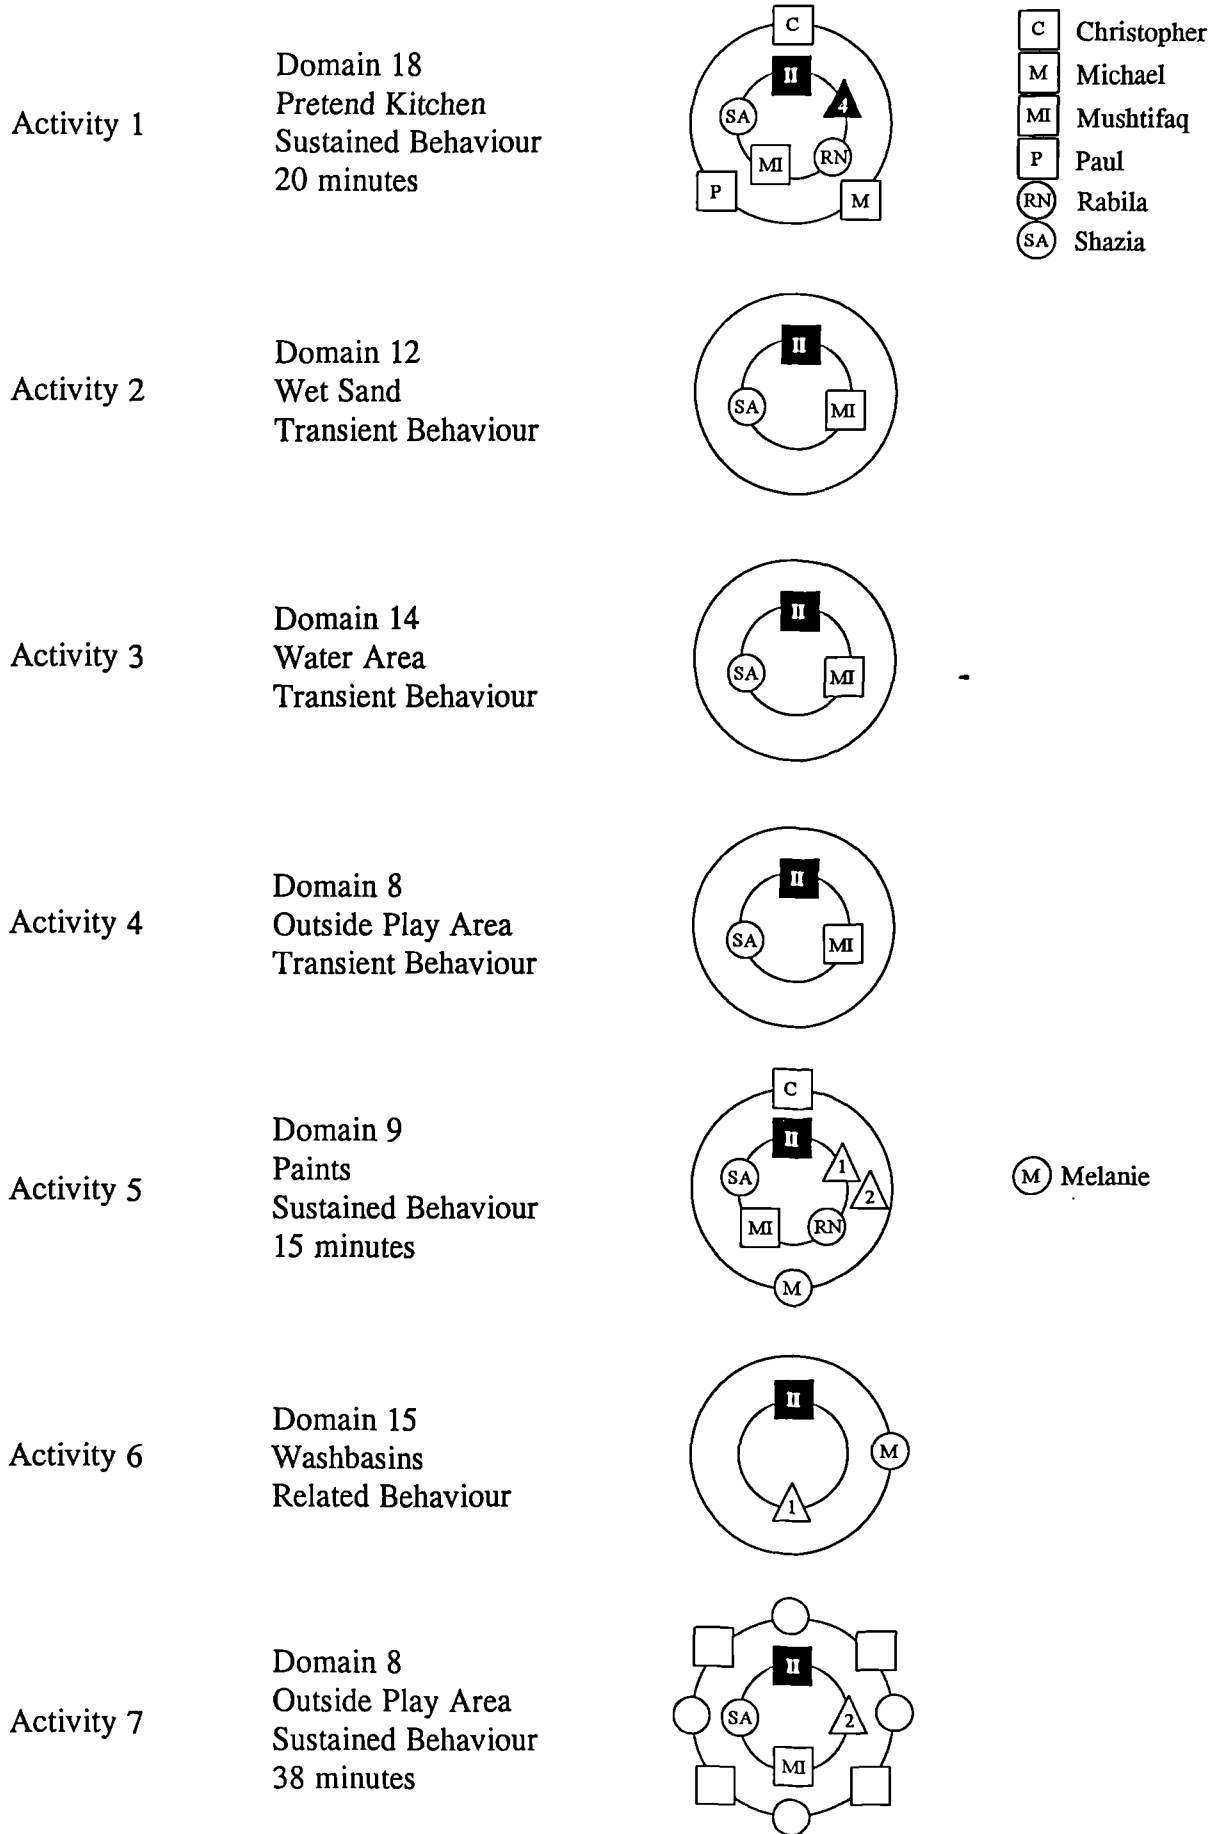 C
C Christopher
Domain 18
II
M Michael
Activity 1
Pretend Kitchen
SA
4
MI Mushtifaq
Sustained Behaviour
MI
RN
P Paul
20 minutes
P
M
RN Rabila
SA Shazia
Domain 12
II
Activity 2
Wet Sand
SA
MI
Transient Behaviour
Domain 14
II
Activity 3
Water Area
SA
MI
Transient Behaviour
Domain 8
II
Activity 4
Outside Play Area
SA
MI
Transient Behaviour
C
Domain 9
II
Activity 5
Paints
SA
1
M Melanie
Sustained Behaviour
2
15 minutes
MI
RN
M
Domain 15
II
Activity 6
Washbasins
M
Related Behaviour
1
Domain 8
II
Activity 7
Outside Play Area
SA
2
Sustained Behaviour
MI
38 minutes